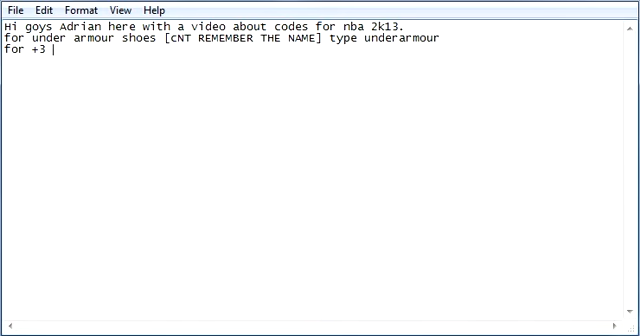 File Edit Format View Help
Hi goys Adrian here with a video about codes for nba 2k13.
for under armour shoes [CNT REMEMBER THE NAME] type underarmour
for +3